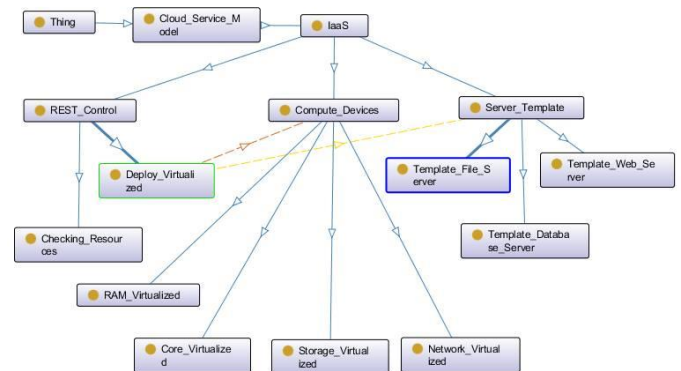 Thing
Cloud_Service_M
odel
IaaS
REST_Control
Compute_Devices
Server_Template
Deploy_Virtuali
zed
Template_File_S
erver
Template_Web_Se
rver
Checking_Resour
ces
Template_Databa
se_Server
RAM_Virtualized
Core_Virtualize
d
Storage_Virtual
ized
Network_Virtual
ized